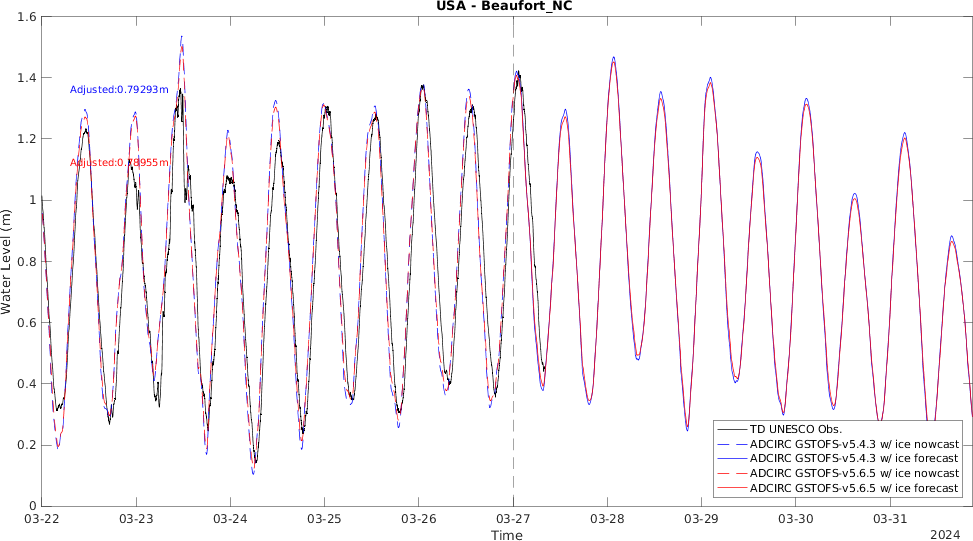 USA - Beaufort_NC
1.6
1.4
1.2
1
0.8
0.6
0.4
0.2
0
Water Level (m)
Adjusted:0.79293m
Adjusted:0.78955m
TD UNESCO Obs.
ADCIRC GSTOFS-v5.4.3 w/ ice nowcast
ADCIRC GSTOFS-v5.4.3 w/ ice forecast
ADCIRC GSTOFS-v5.6.5 w/ ice nowcast
ADCIRC GSTOFS-v5.6.5 w/ ice forecast
03-22 03-23 03-24 03-25 03-26 03-27 03-28 03-29 03-30 03-31
Time
2024